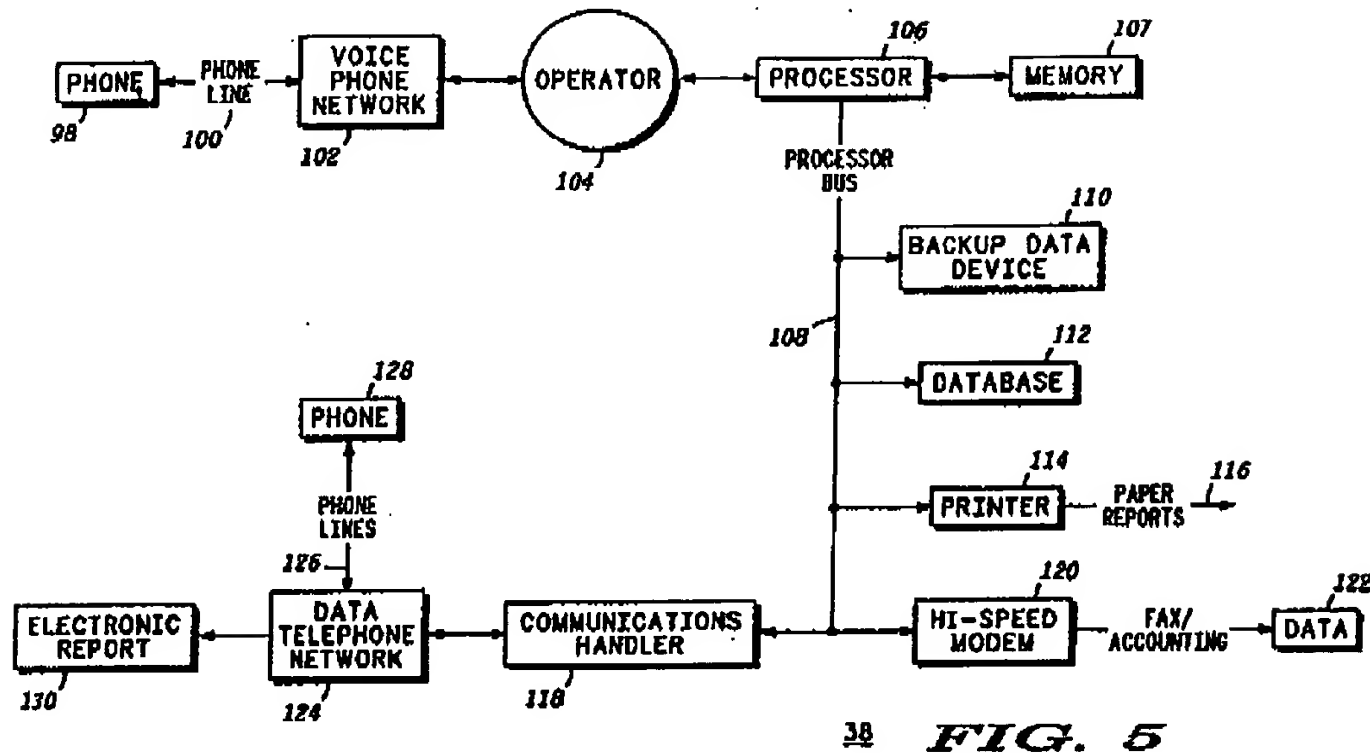 106
107
PHONE
PHONE
LINE
VOICE
PHONE
NETWORK
OPERATOR
PROCESSOR
MEMORY
98
100
102
104
PROCESSOR
BUS
110
BACKUP DATA
DEVICE
108
112
DATABASE
128
PHONE
114
116
PRINTER
PAPER
REPORTS
PHONE
LINES
126
120
122
ELECTRONIC
REPORT
DATA
TELEPHONE
NETWORK
COMMUNICATIONS
HANDLER
HI-SPEED
MODEM
FAX/
ACCOUNTING
DATA
130
124
118
38 FIG. 5